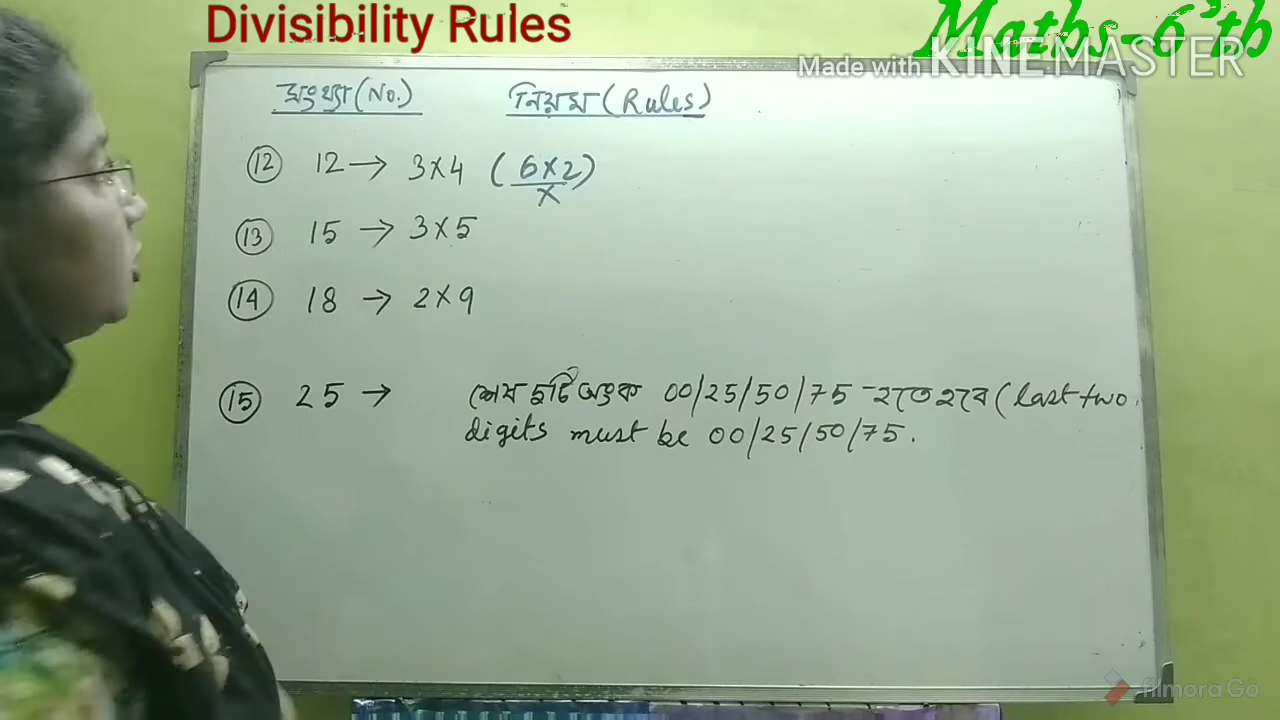 Divisibility Rules
Maths-6'th
Made with KINEMASTER
সংখ্যা (No.) নিয়ম (Rules)
(12) 12 → 3×4 (6×2)
×
(13) 15 → 3×5
(14) 18 → 2×9
(15) 25 → শেষ দুটি অংক 00/25/50/75 হতে হবে (last two
digits must be 00/25/50/75.
filmora Go